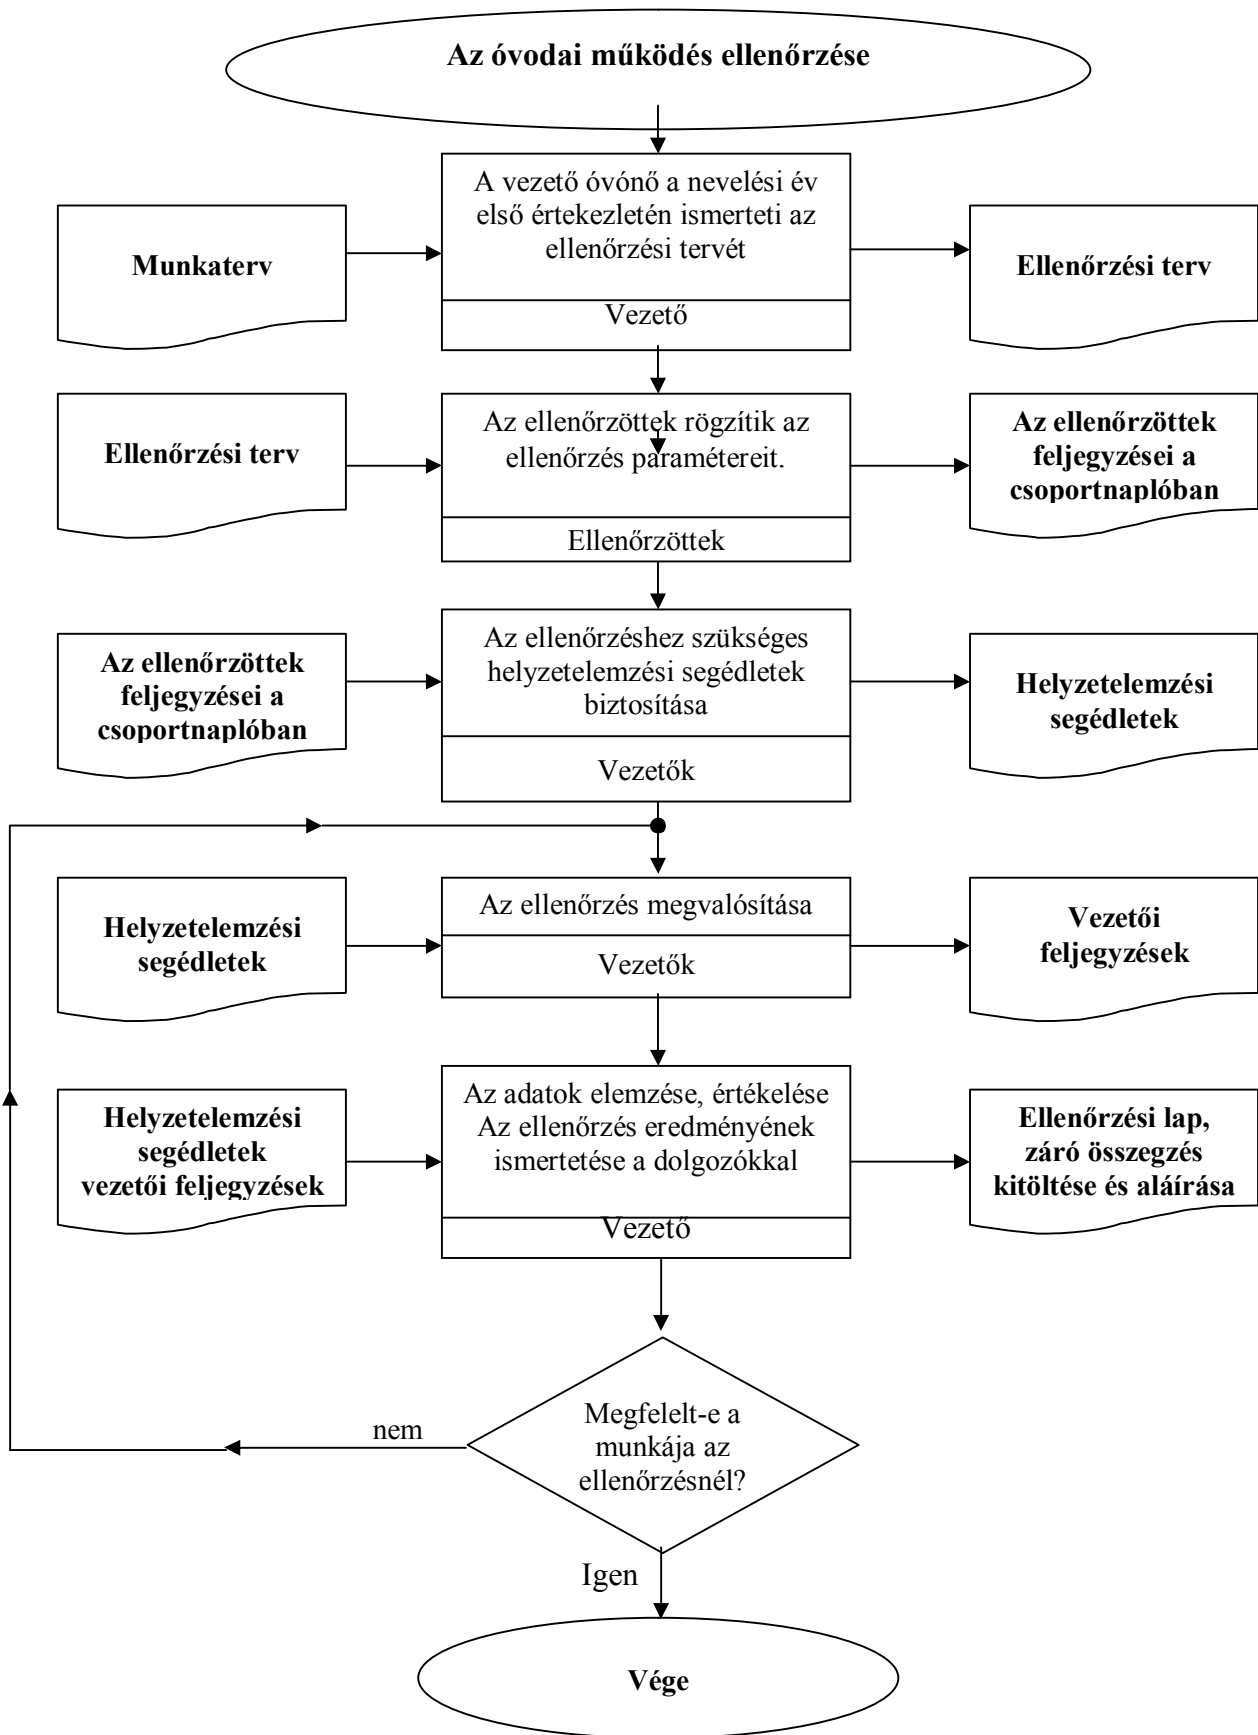 Az óvodai működés ellenőrzése
A vezető óvónő a nevelési év
első értekezletén ismerteti az
ellenőrzési tervét
Vezető
Munkaterv
Ellenőrzési terv
Ellenőrzési terv
Az ellenőrzöttek rögzítik az
ellenőrzés paramétereit.
Ellenőrzöttek
Az ellenőrzöttek
feljegyzései a
csoportnaplóban
Az ellenőrzöttek
feljegyzései a
csoportnaplóban
Az ellenőrzéshez szükséges
helyzetelemzési segédletek
biztosítása
Vezetők
Helyzetelemzési
segédletek
Helyzetelemzési
segédletek
Az ellenőrzés megvalósítása
Vezetők
Vezetői
feljegyzések
Helyzetelemzési
segédletek
vezetői feljegyzések
Az adatok elemzése, értékelése
Az ellenőrzés eredményének
ismertetése a dolgozókkal
Vezető
Ellenőrzési lap,
záró összegzés
kitöltése és aláírása
nem
Megfelelt-e a
munkája az
ellenőrzésnél?
Igen
Vége